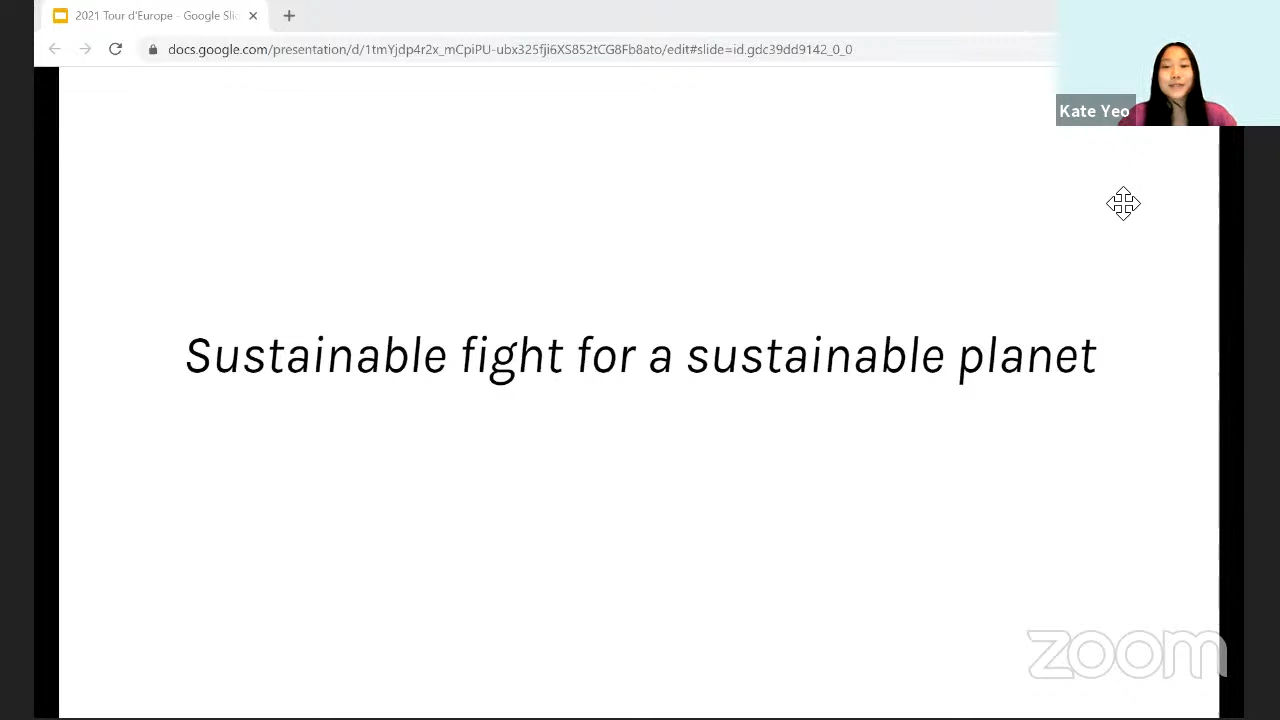 2021 Tour d'Europe - Google Sli
docs.google.com/presentation/d/1tmYjdp4r2x_mCpiPU-ubx325fji6XS852tCG8Fb8ato/edit#slide=id.gdc39dd9142_0_0
Kate Yeo
Sustainable fight for a sustainable planet
zoom